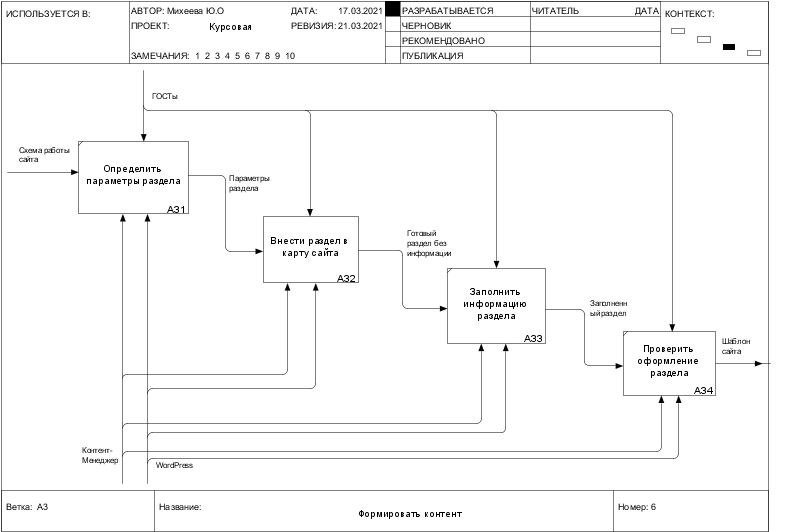 ИСПОЛЬЗУЕТСЯ В:
АВТОР: Михеева Ю.О
ДАТА: 17.03.2021
РАЗРАБАТЫВАЕТСЯ
ЧИТАТЕЛЬ
ДАТА
КОНТЕКСТ:
ПРОЕКТ: Курсовая
РЕВИЗИЯ: 21.03.2021
ЧЕРНОВИК
РЕКОМЕНДОВАНО
ЗАМЕЧАНИЯ: 1 2 3 4 5 6 7 8 9 10
ПУБЛИКАЦИЯ
ГОСТы
Схема работы
сайта
Определить
параметры раздела
A31
Параметры
раздела
Внести раздел в
карту сайта
A32
Готовый
раздел без
информации
Заполнить
информацию
раздела
A33
Заполненн
ый раздел
Проверить
оформление
раздела
A34
Шаблон
сайта
Контент-
Менеджер
WordPress
Ветка: A3
Название:
Формировать контент
Номер: 6